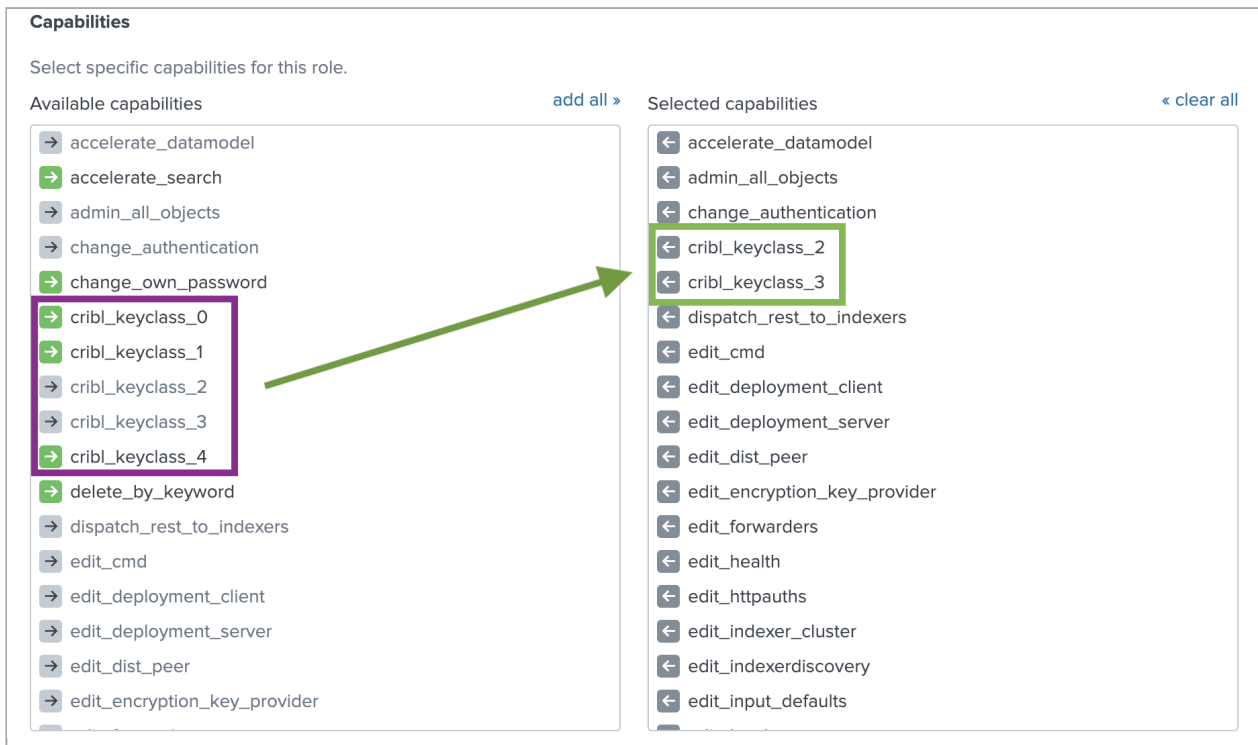 Capabilities
Select specific capabilities for this role.
Available capabilities
add all »
accelerate_datamodel
accelerate_search
admin_all_objects
change_authentication
change_own_password
cribl_keyclass_0
cribl_keyclass_1
cribl_keyclass_2
cribl_keyclass_3
cribl_keyclass_4
delete_by_keyword
dispatch_rest_to_indexers
edit_cmd
edit_deployment_client
edit_deployment_server
edit_dist_peer
edit_encryption_key_provider
Selected capabilities
« clear all
accelerate_datamodel
admin_all_objects
change_authentication
cribl_keyclass_2
cribl_keyclass_3
dispatch_rest_to_indexers
edit_cmd
edit_deployment_client
edit_deployment_server
edit_dist_peer
edit_encryption_key_provider
edit_forwarders
edit_health
edit_httpauths
edit_indexer_cluster
edit_indexerdiscovery
edit_input_defaults